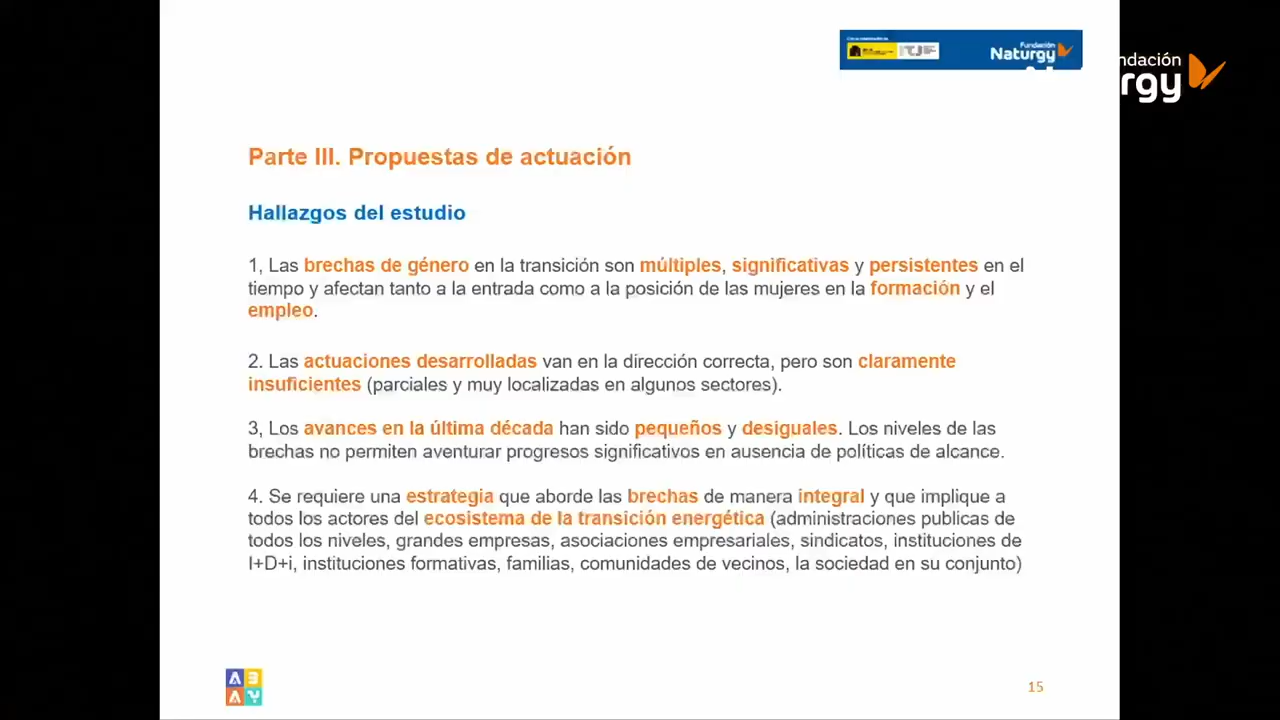 Fundación
Naturgy
ndación
rgy
Parte III. Propuestas de actuación
Hallazgos del estudio
1, Las brechas de género en la transición son múltiples, significativas y persistentes en el
tiempo y afectan tanto a la entrada como a la posición de las mujeres en la formación y el
empleo.
2. Las actuaciones desarrolladas van en la dirección correcta, pero son claramente
insuficientes (parciales y muy localizadas en algunos sectores).
3, Los avances en la última década han sido pequeños y desiguales. Los niveles de las
brechas no permiten aventurar progresos significativos en ausencia de políticas de alcance.
4. Se requiere una estrategia que aborde las brechas de manera integral y que implique a
todos los actores del ecosistema de la transición energética (administraciones publicas de
todos los niveles, grandes empresas, asociaciones empresariales, sindicatos, instituciones de
I+D+i, instituciones formativas, familias, comunidades de vecinos, la sociedad en su conjunto)
AB
AY
15